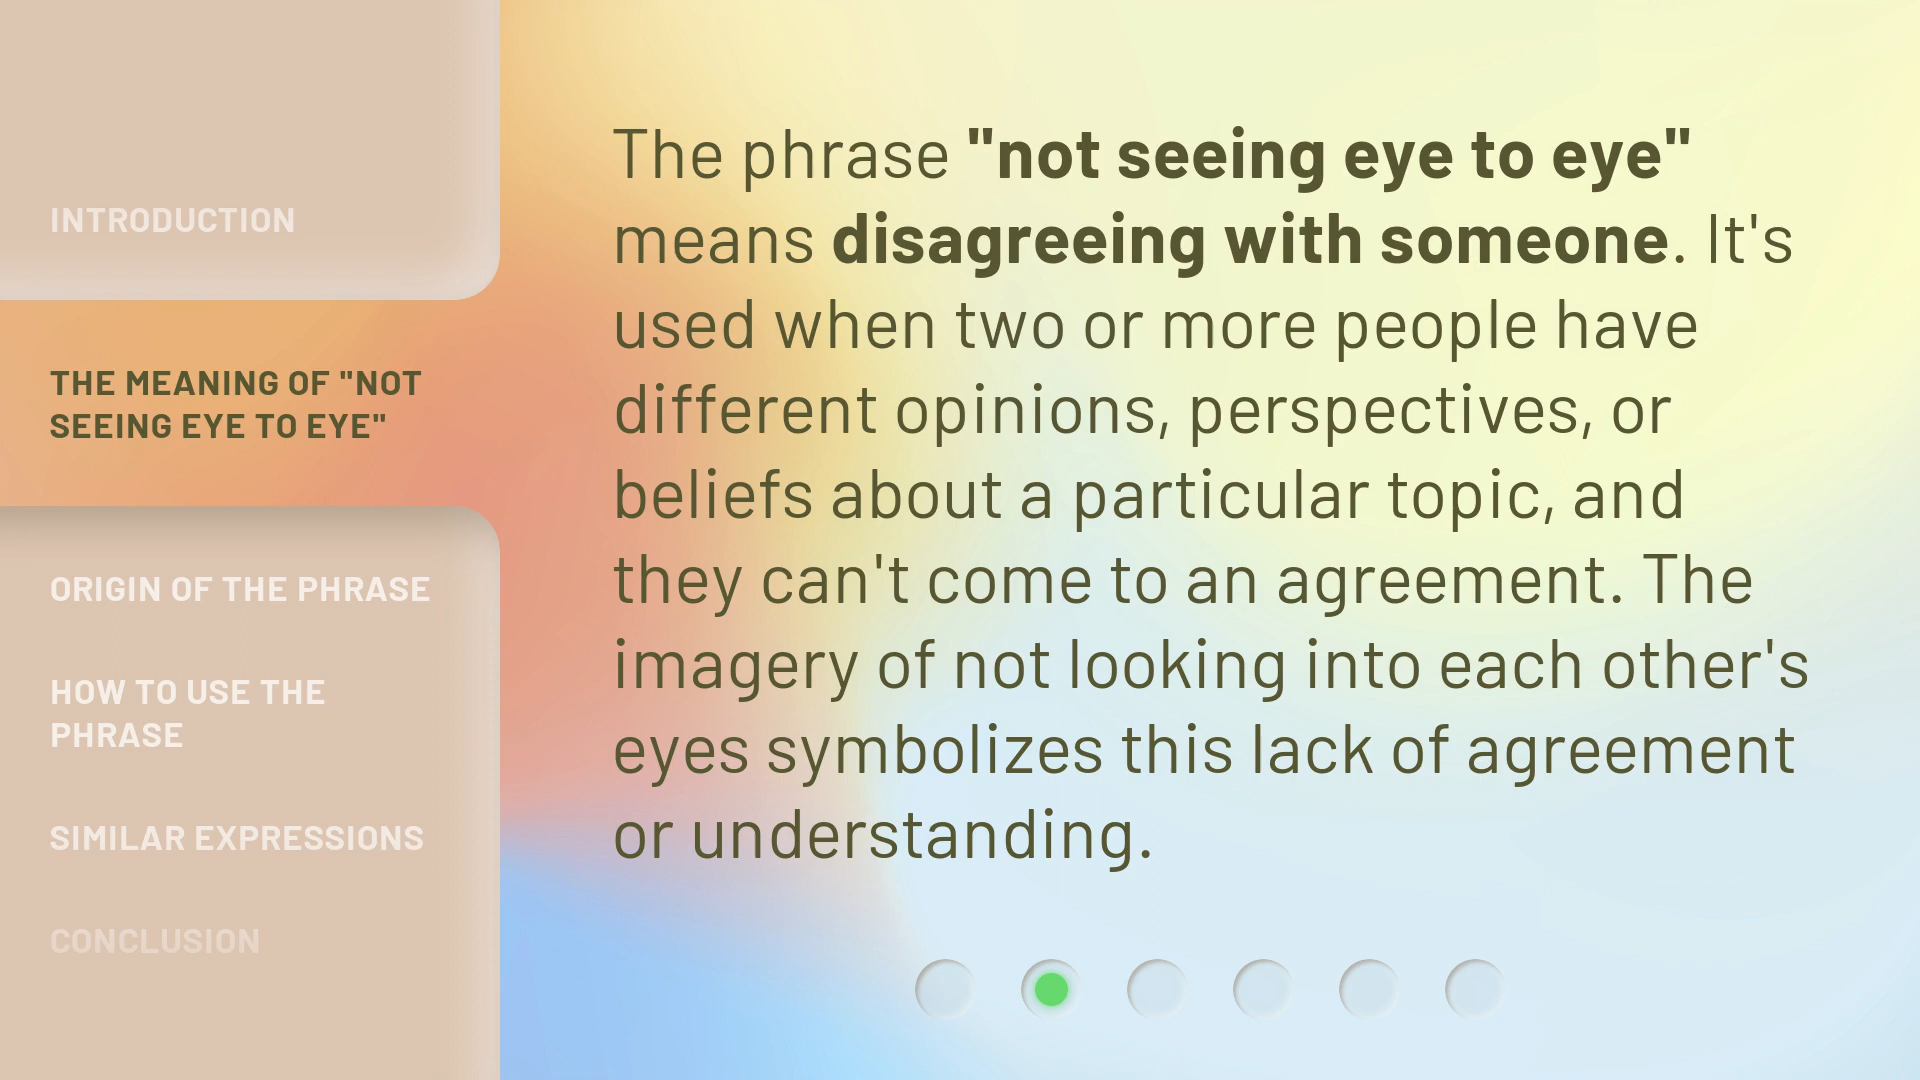 INTRODUCTION
THE MEANING OF "NOT
SEEING EYE TO EYE"
ORIGIN OF THE PHRASE
HOW TO USE THE
PHRASE
SIMILAR EXPRESSIONS
CONCLUSION
The phrase "not seeing eye to eye"
means disagreeing with someone. It's
used when two or more people have
different opinions, perspectives, or
beliefs about a particular topic, and
they can't come to an agreement. The
imagery of not looking into each other's
eyes symbolizes this lack of agreement
or understanding.